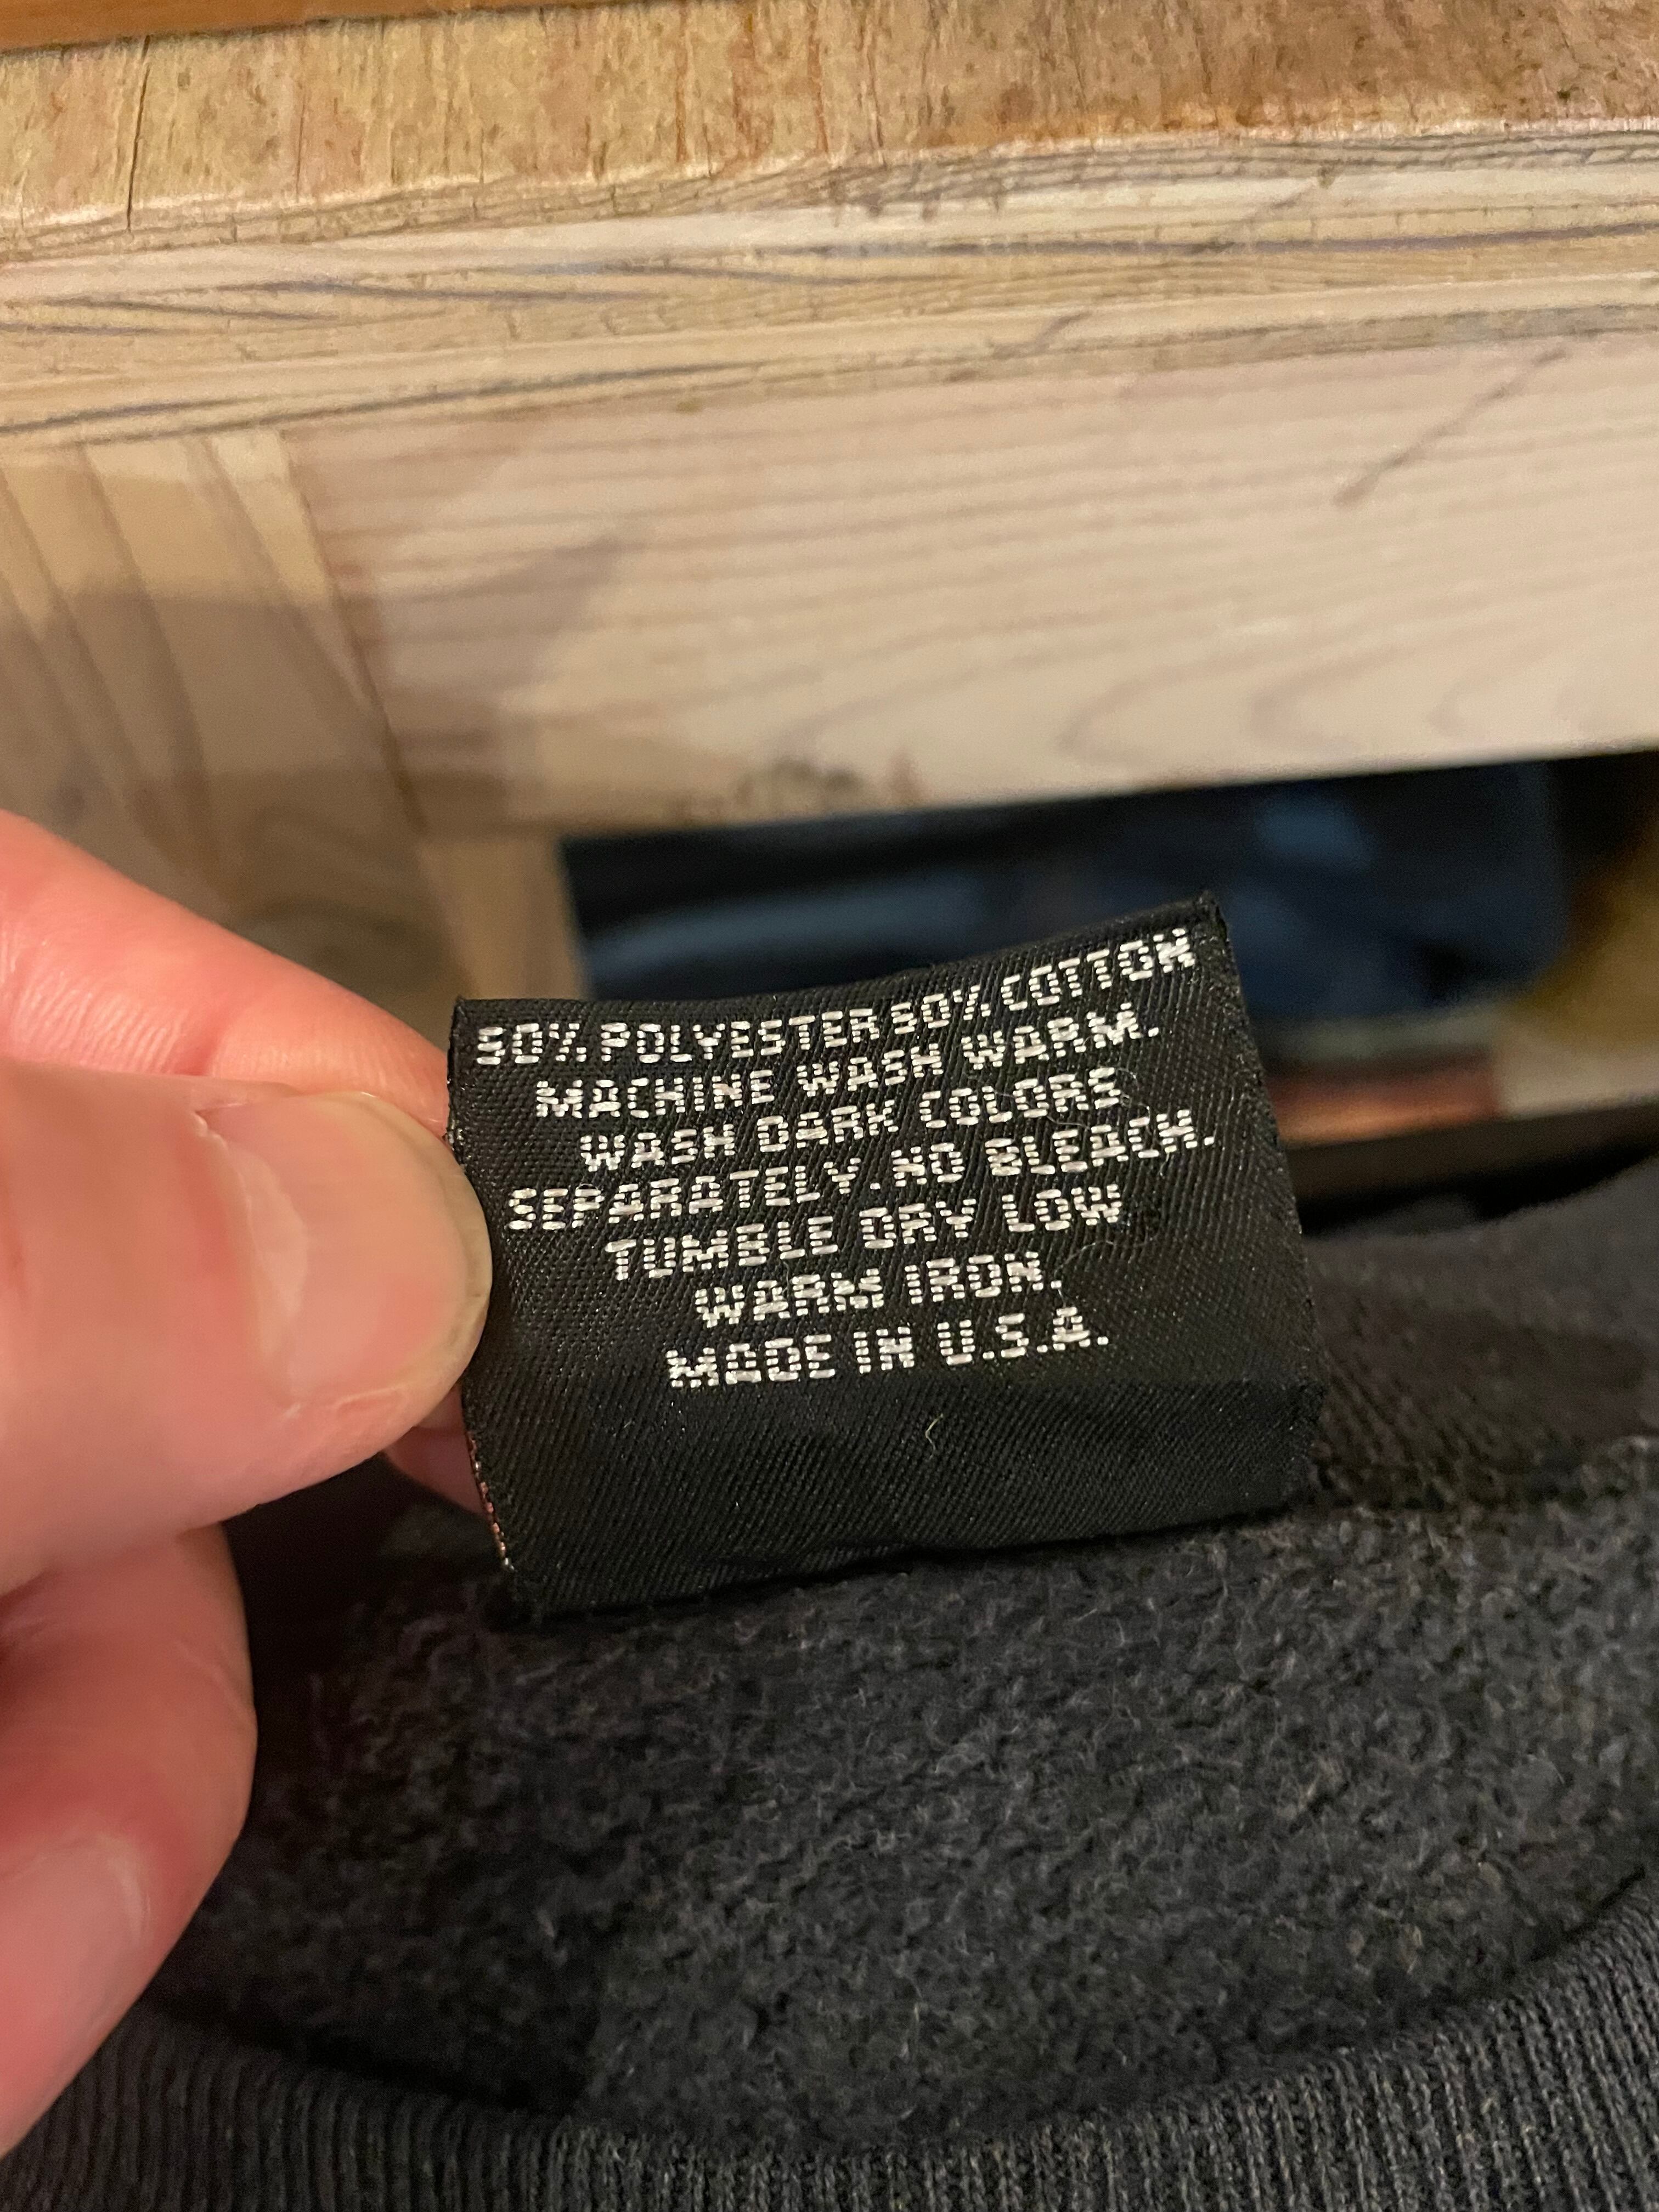 50% POLYESTER 50% COTTON
MACHINE WASH WARM.
WASH DARK COLORS
SEPARATELY. NO BLEACH.
TUMBLE DRY LOW
WARM IRON.
MADE IN U.S.A.